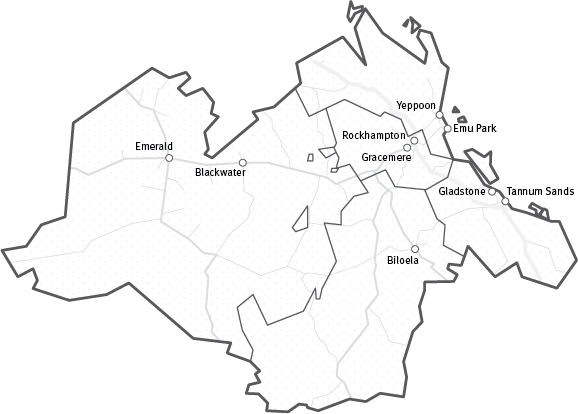 Yeppoon
Emu Park
Rockhampton
Emerald
Gracemere
Blackwater
Gladstone
Tannum Sands
Biloela